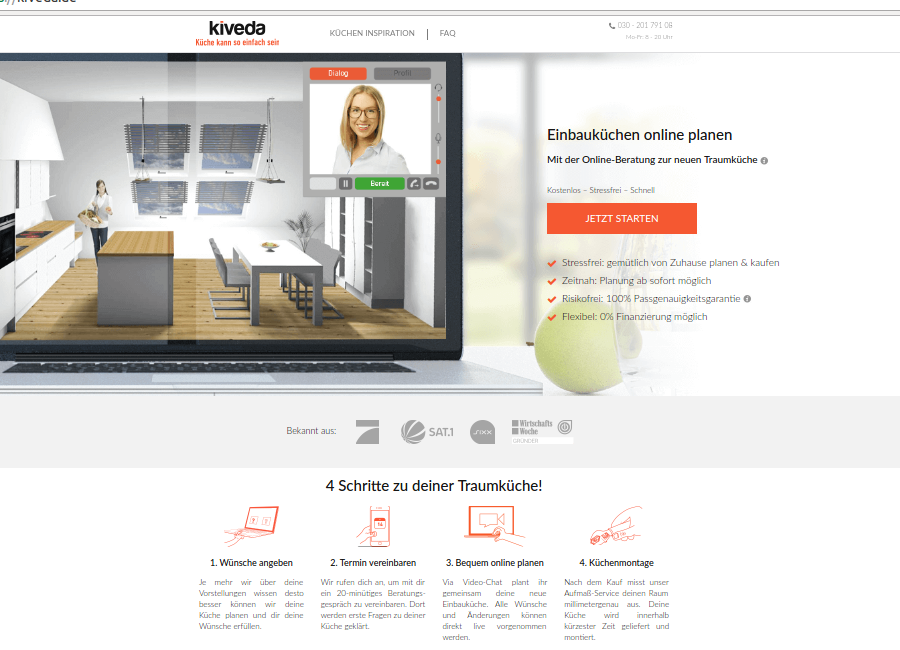 kiveda
Küche kann so einfach sein
KÜCHEN INSPIRATION | FAQ
030 - 201 791 08
Mo-Fr: 8 - 20 Uhr
Dialog
Profil
Bereit
Einbauküchen online planen
Mit der Online-Beratung zur neuen Traumküche
Kostenlos – Stressfrei – Schnell
JETZT STARTEN
Stressfrei: gemütlich von Zuhause planen & kaufen
Zeitnah: Planung ab sofort möglich
Risikofrei: 100% Passgenauigkeitsgarantie
Flexibel: 0% Finanzierung möglich
Bekannt aus:
SAT.1
sixx
Wirtschafts
Woche
GRÜNDER
4 Schritte zu deiner Traumküche!
1. Wünsche angeben
Je mehr wir über deine
Vorstellungen wissen desto
besser können wir deine
Küche planen und dir deine
Wünsche erfüllen.
2. Termin vereinbaren
Wir rufen dich an, um mit dir
ein 20-minütiges Beratungs-
gespräch zu vereinbaren. Dort
werden erste Fragen zu deiner
Küche geklärt.
3. Bequem online planen
Via Video-Chat plant ihr
gemeinsam deine neue
Einbauküche. Alle Wünsche
und Änderungen können
direkt live vorgenommen
werden.
4. Küchenmontage
Nach dem Kauf misst unser
Aufmaß-Service deinen Raum
millimetergenau aus. Deine
Küche wird innerhalb
kürzester Zeit geliefert und
montiert.